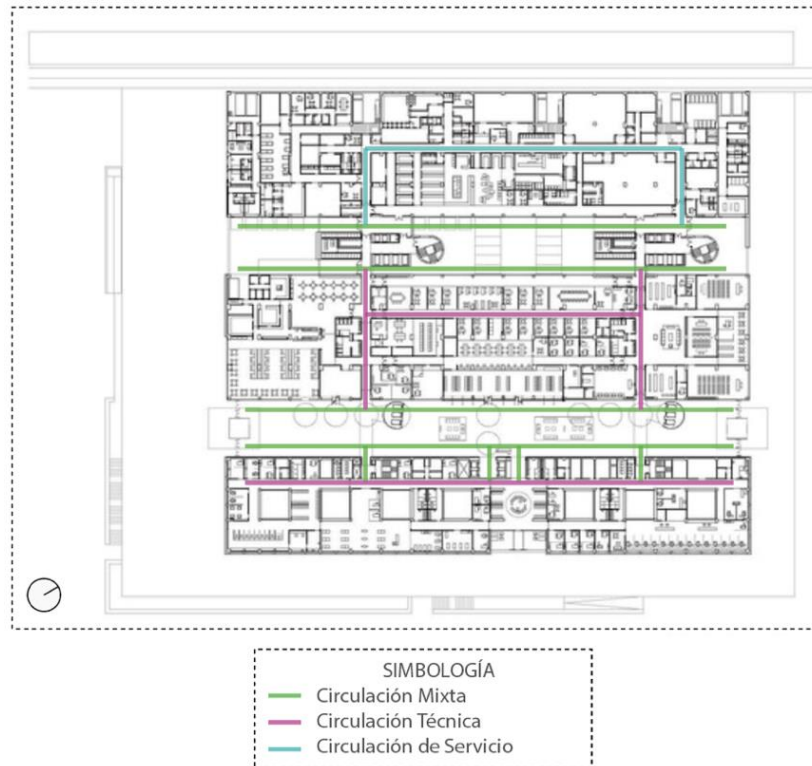 SIMBOLOGÍA
Circulación Mixta
Circulación Técnica
Circulación de Servicio